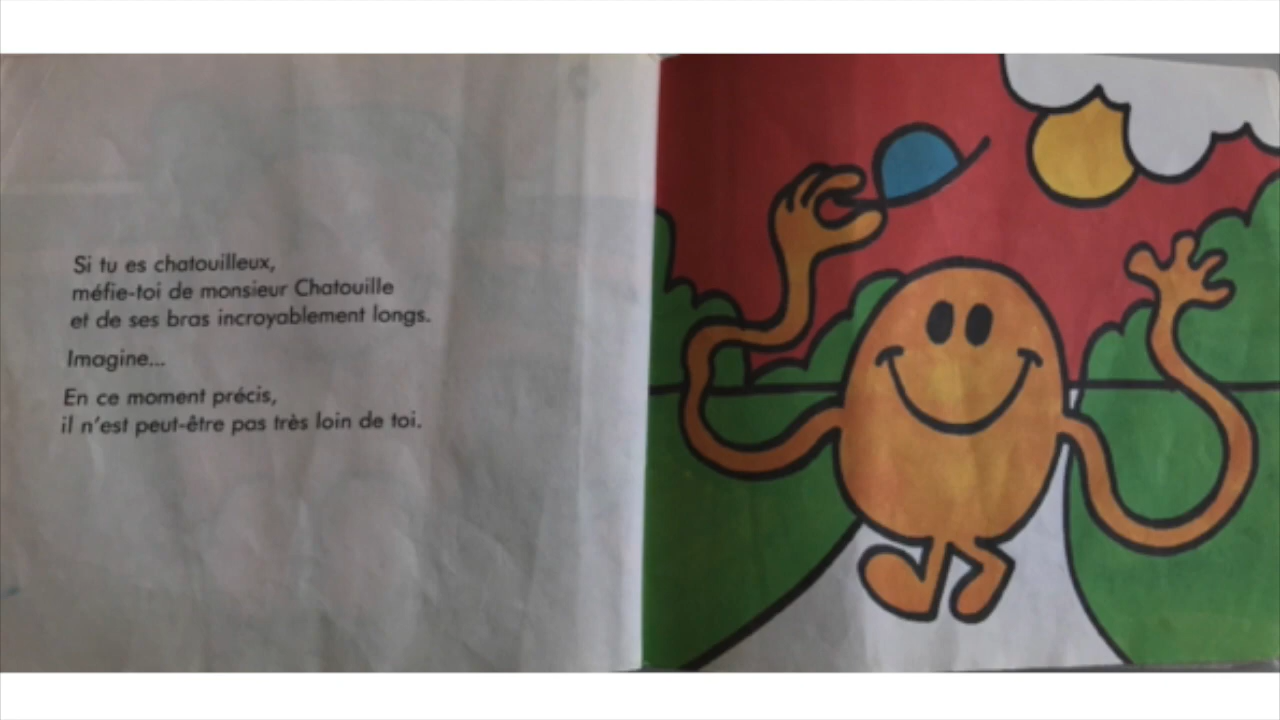 Si tu es chatouilleux,
méfie-toi de monsieur Chatouille
et de ses bras incroyablement longs.
Imagine...
En ce moment précis,
il n'est peut-être pas très loin de toi.